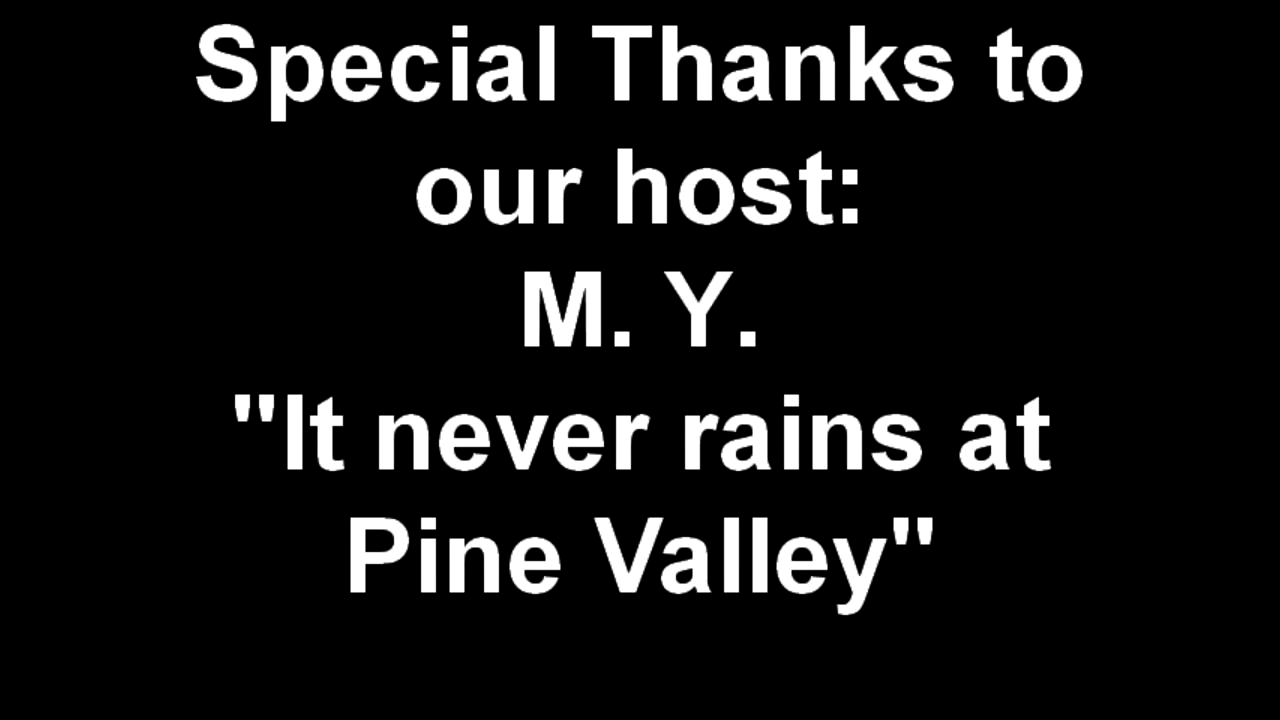 Special Thanks to
our host:
M. Y.
"It never rains at
Pine Valley"